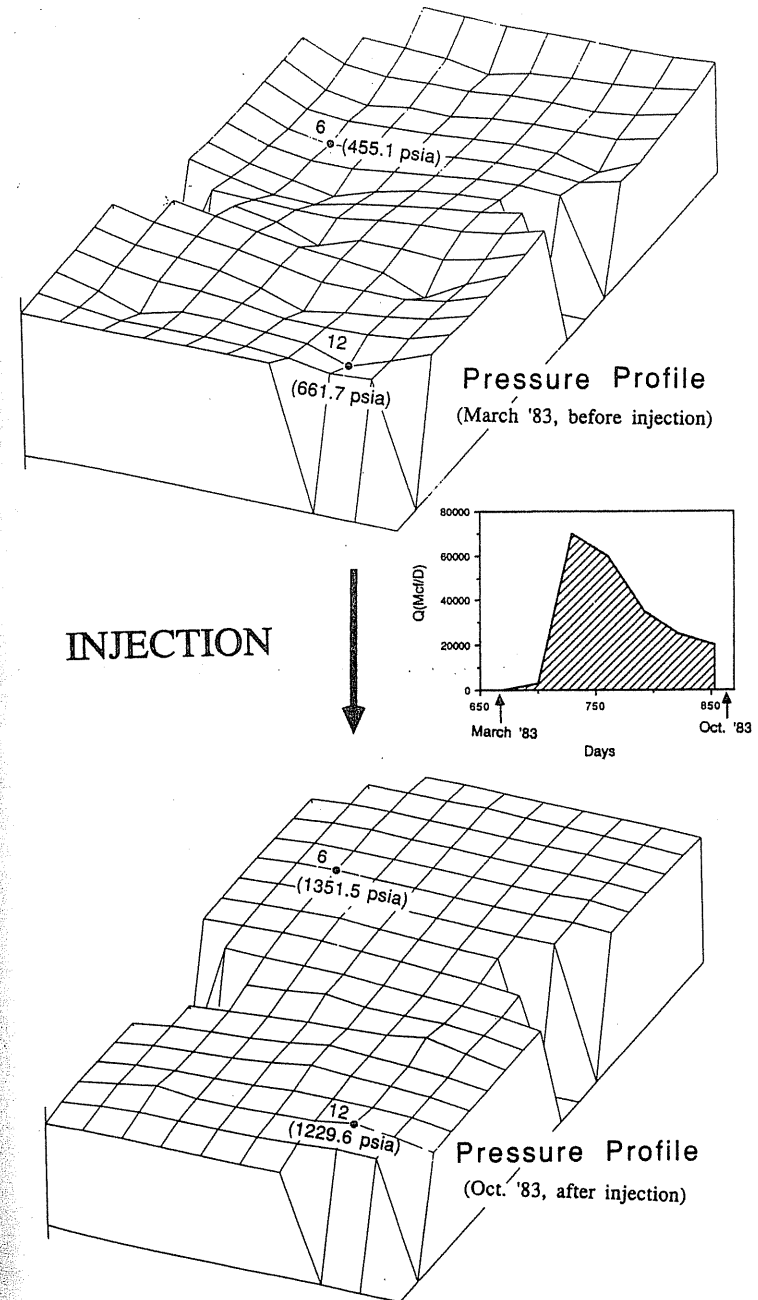 6
(455.1 psia)
12
(661.7 psia)
Pressure Profile
(March '83, before injection)
INJECTION
80000
60000
40000
20000
0
Q(Mcf/D)
650
750
850
March '83
Oct. '83
Days
6
(1351.5 psia)
12
(1229.6 psia)
Pressure Profile
(Oct. '83, after injection)